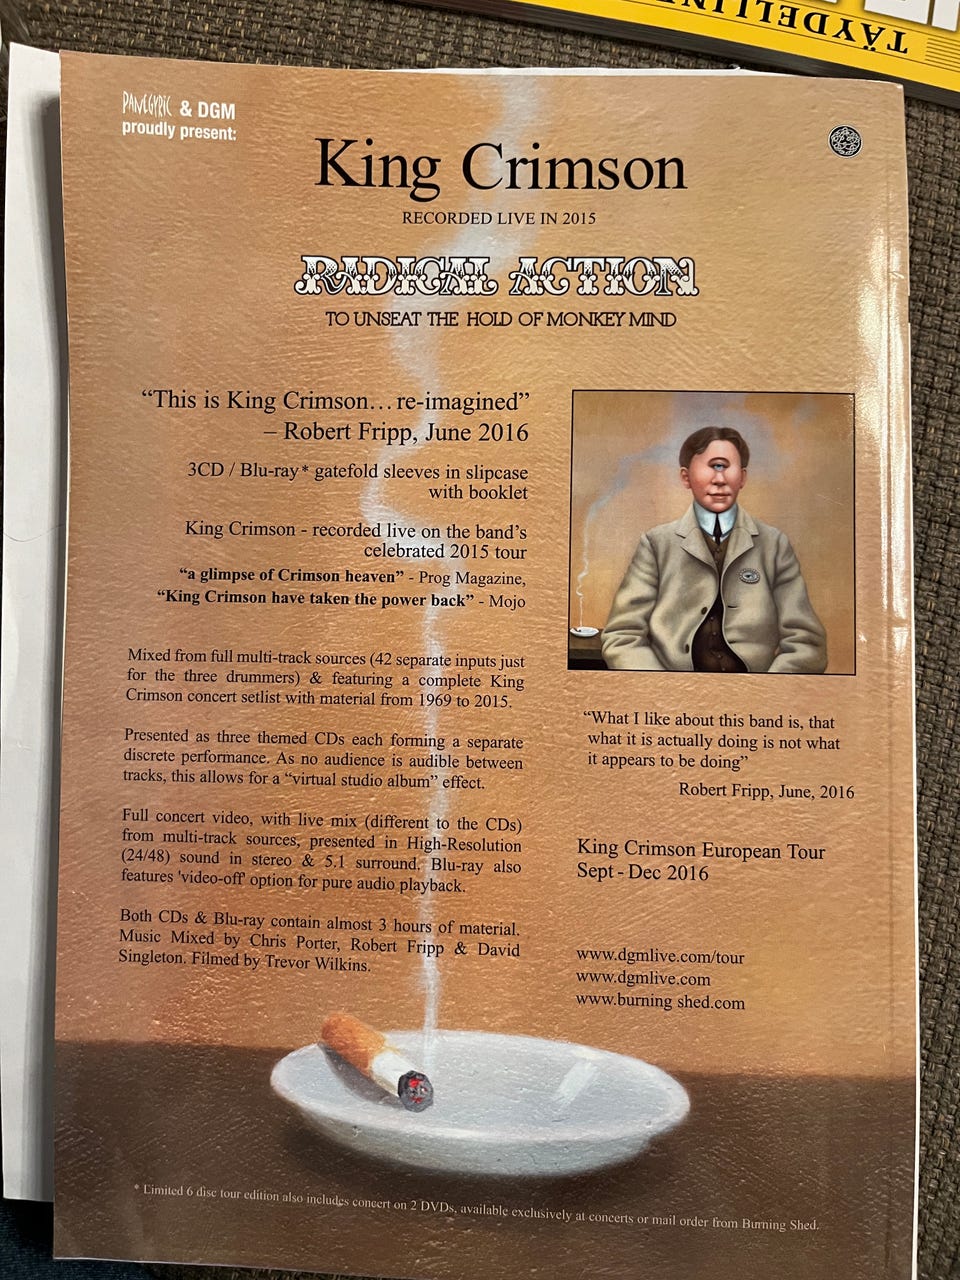 TÄYDELLINE
PANEGYRIC & DGM
proudly present:
King Crimson
RECORDED LIVE IN 2015
RADICAL ACTION
TO UNSEAT THE HOLD OF MONKEY MIND
“This is King Crimson... re-imagined”
– Robert Fripp, June 2016
3CD / Blu-ray* gatefold sleeves in slipcase
with booklet
King Crimson - recorded live on the band's
celebrated 2015 tour
“a glimpse of Crimson heaven” - Prog Magazine,
“King Crimson have taken the power back” - Mojo
Mixed from full multi-track sources (42 separate inputs just
for the three drummers) & featuring a complete King
Crimson concert setlist with material from 1969 to 2015.
Presented as three themed CDs each forming a separate
discrete performance. As no audience is audible between
tracks, this allows for a “virtual studio album” effect.
Full concert video, with live mix (different to the CDs)
from multi-track sources, presented in High-Resolution
(24/48) sound in stereo & 5.1 surround. Blu-ray also
features 'video-off' option for pure audio playback.
Both CDs & Blu-ray contain almost 3 hours of material.
Music Mixed by Chris Porter, Robert Fripp & David
Singleton. Filmed by Trevor Wilkins.
“What I like about this band is, that
what it is actually doing is not what
it appears to be doing”
Robert Fripp, June, 2016
King Crimson European Tour
Sept - Dec 2016
www.dgmlive.com/tour
www.dgmlive.com
www.burning shed.com
* Limited 6 disc tour edition also includes concert on 2 DVDs, available exclusively at concerts or mail order from Burning Shed.